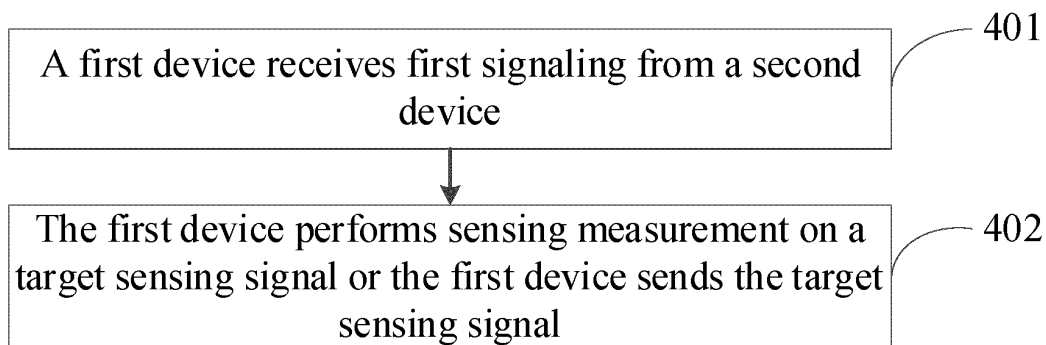 A first device receives first signaling from a second
device
401
The first device performs sensing measurement on a
target sensing signal or the first device sends the target
sensing signal
402